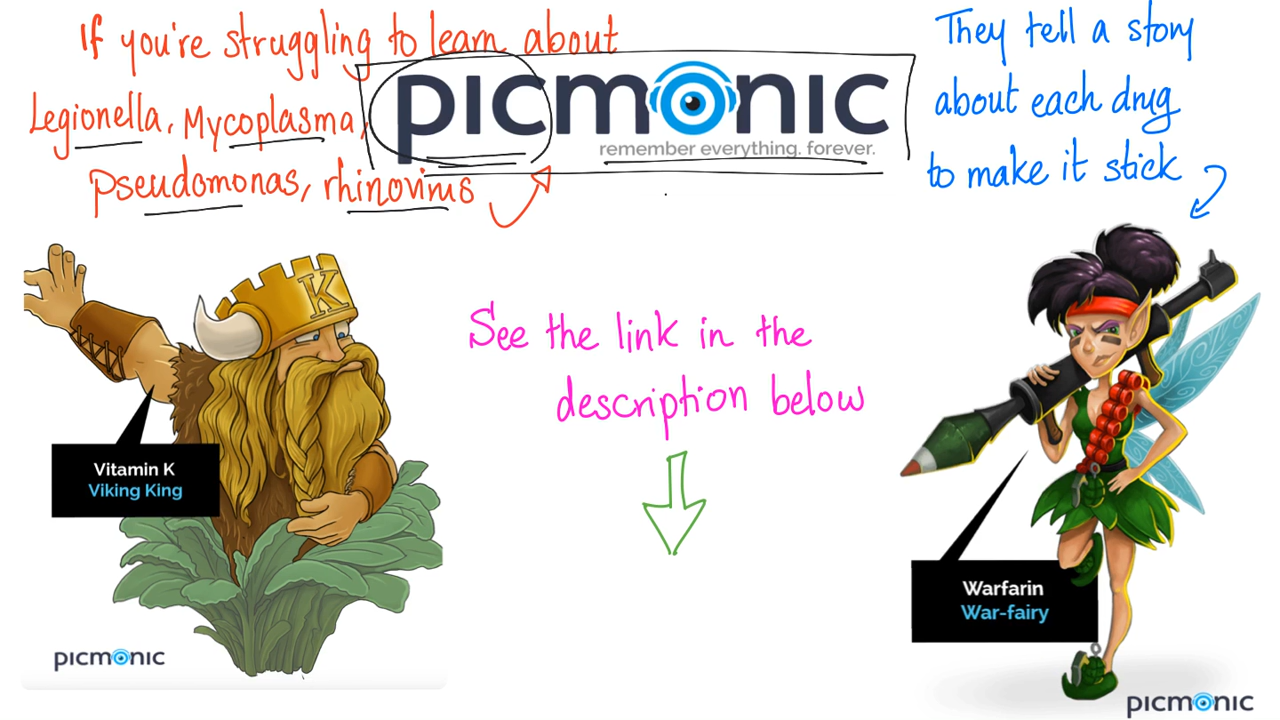 If you're struggling to learn about
Legionella, Mycoplasma,
Pseudomonas, rhinovirus
picmonic
remember everything. forever.
They tell a story
about each drug
to make it stick
K
See the link in the
description below
Vitamin K
Viking King
Warfarin
War-fairy
picmonic
picmonic